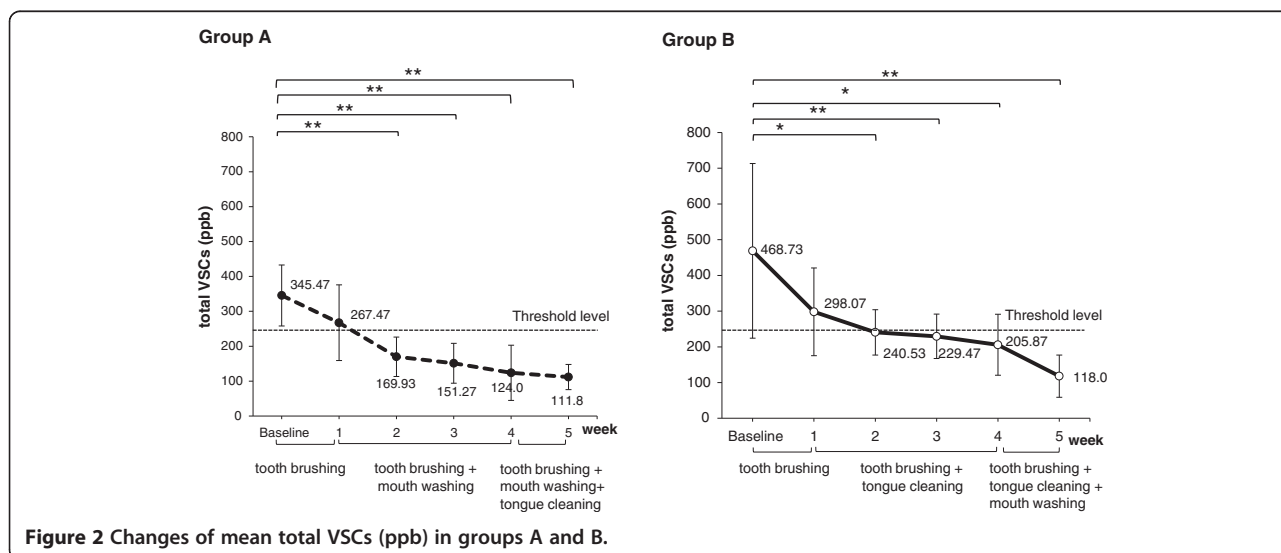 Group A
**
**
**
**
800
700
600
500
400
300
200
100
0
total VSCs (ppb)
345.47
267.47
169.93
151.27
124.0
111.8
Threshold level
Baseline 1 2 3 4 5 week
tooth brushing
tooth brushing +
mouth washing
tooth brushing +
mouth washing+
tongue cleaning
Group B
**
*
**
*
800
700
600
500
400
300
200
100
0
total VSCs (ppb)
468.73
298.07
240.53
229.47
205.87
118.0
Threshold level
Baseline 1 2 3 4 5 week
tooth brushing
tooth brushing +
tongue cleaning
tooth brushing +
tongue cleaning +
mouth washing
Figure 2 Changes of mean total VSCs (ppb) in groups A and B.